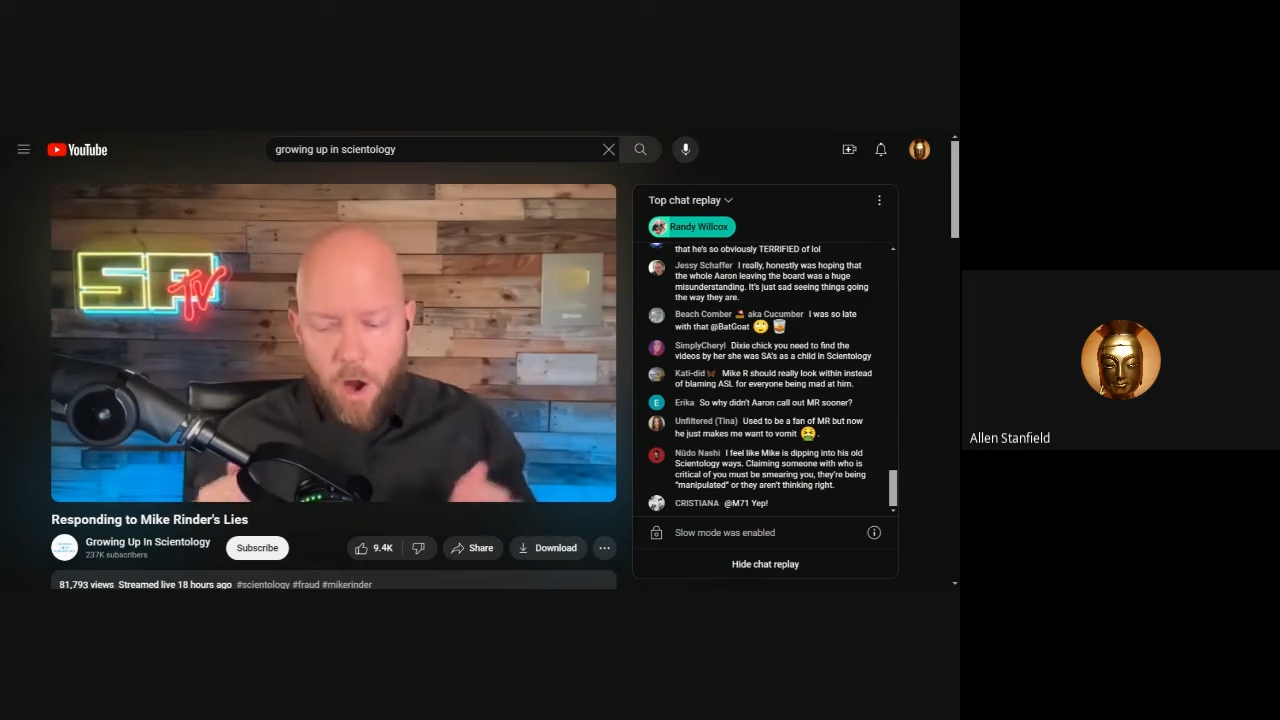 YouTube
growing up in scientology
SPTV
Top chat replay
Randy Willcox
that he's so obviously TERRIFIED of lol
Jessy Schaffer I really, honestly was hoping that
the whole Aaron leaving the board was a huge
misunderstanding. It's just sad seeing things going
the way they are.
Beach Comber aka Cucumber I was so late
with that @BatGoat
SimplyCheryl Dixie chick you need to find the
videos by her she was SA's as a child in Scientology
Kati-did Mike R should really look within instead
of blaming ASL for everyone being mad at him.
E
Erika So why didn't Aaron call out MR sooner?
Unfiltered (Tina) Used to be a fan of MR but now
he just makes me want to vomit .
Nüdo Nashi I feel like Mike is dipping into his old
Scientology ways. Claiming someone with who is
critical of you must be smearing you, they're being
"manipulated" or they aren't thinking right.
CRISTIANA @M71 Yep!
Slow mode was enabled
Hide chat replay
Responding to Mike Rinder's Lies
Growing Up In Scientology
237K subscribers
Subscribe
9.4K
Share
Download
81,793 views Streamed live 18 hours ago #scientology #fraud #mikerinder
Allen Stanfield